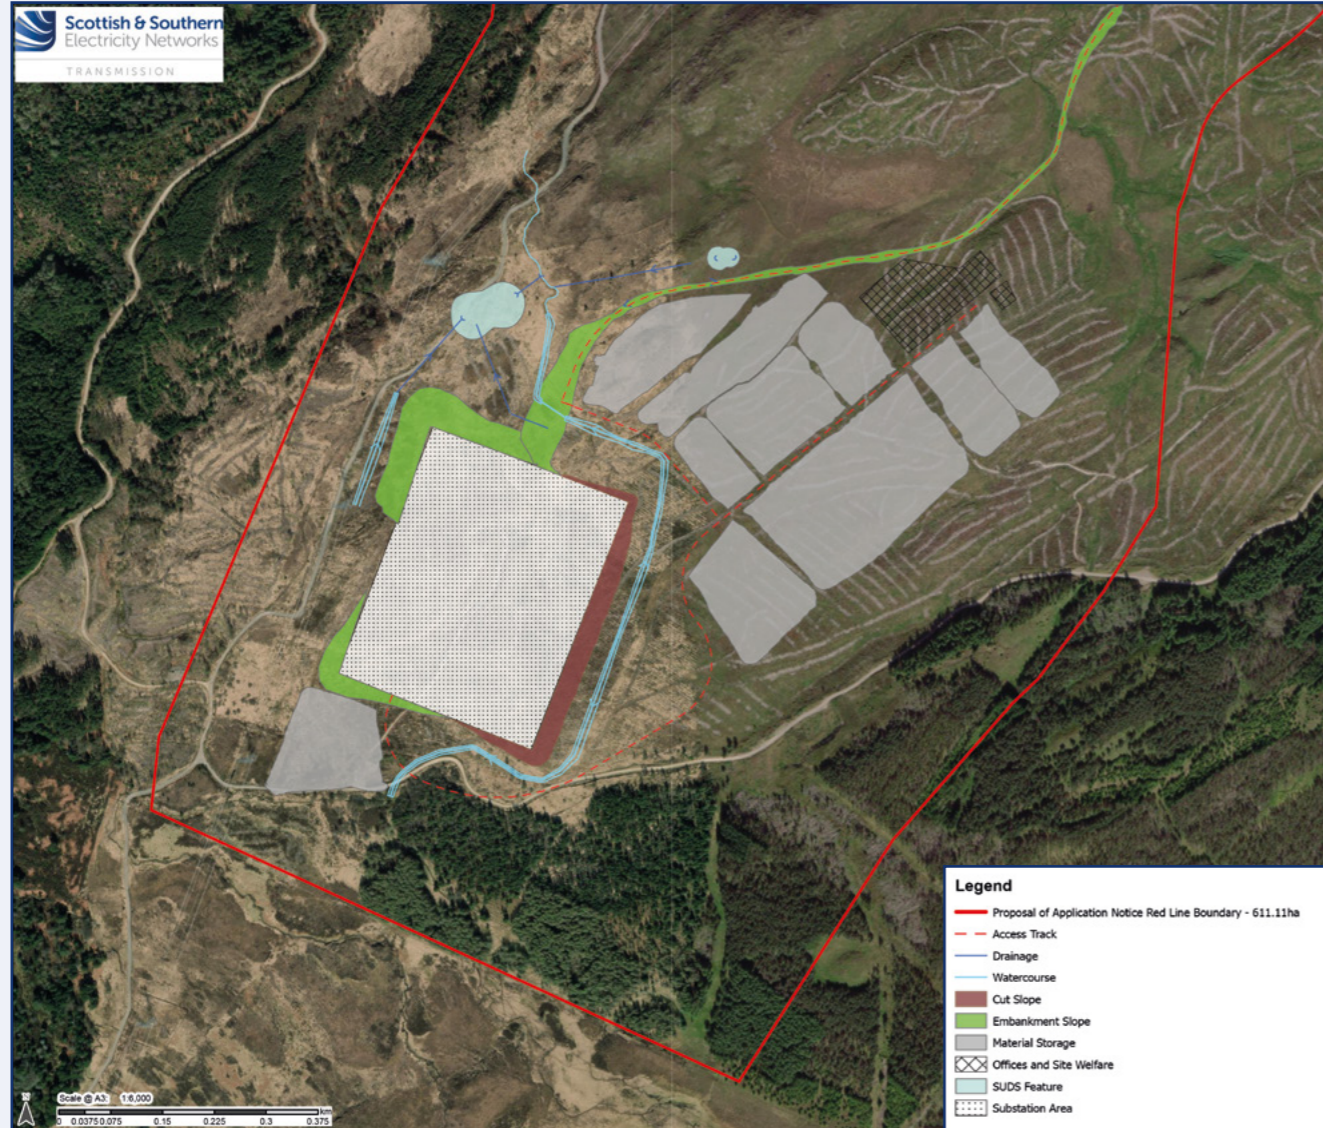 Scottish & Southern
Electricity Networks
TRANSMISSION
Legend
Proposal of Application Notice Red Line Boundary - 611.11ha
Access Track
Drainage
Watercourse
Cut Slope
Embankment Slope
Material Storage
Offices and Site Welfare
SUDS Feature
Substation Area
N
Scale @ A3: 1:6,000
km
0 0.0375 0.075 0.15 0.225 0.3 0.375